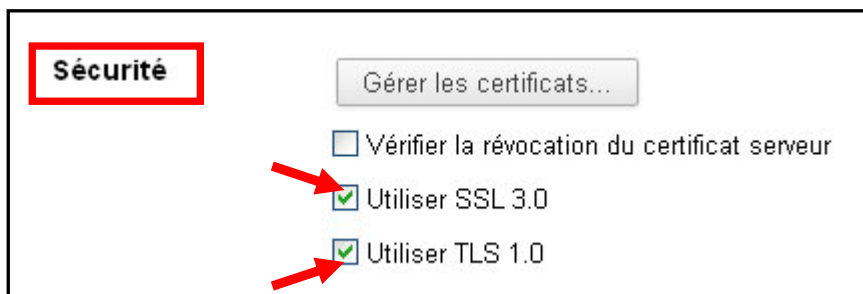 Sécurité
Gérer les certificats...
Vérifier la révocation du certificat serveur
Utiliser SSL 3.0
Utiliser TLS 1.0